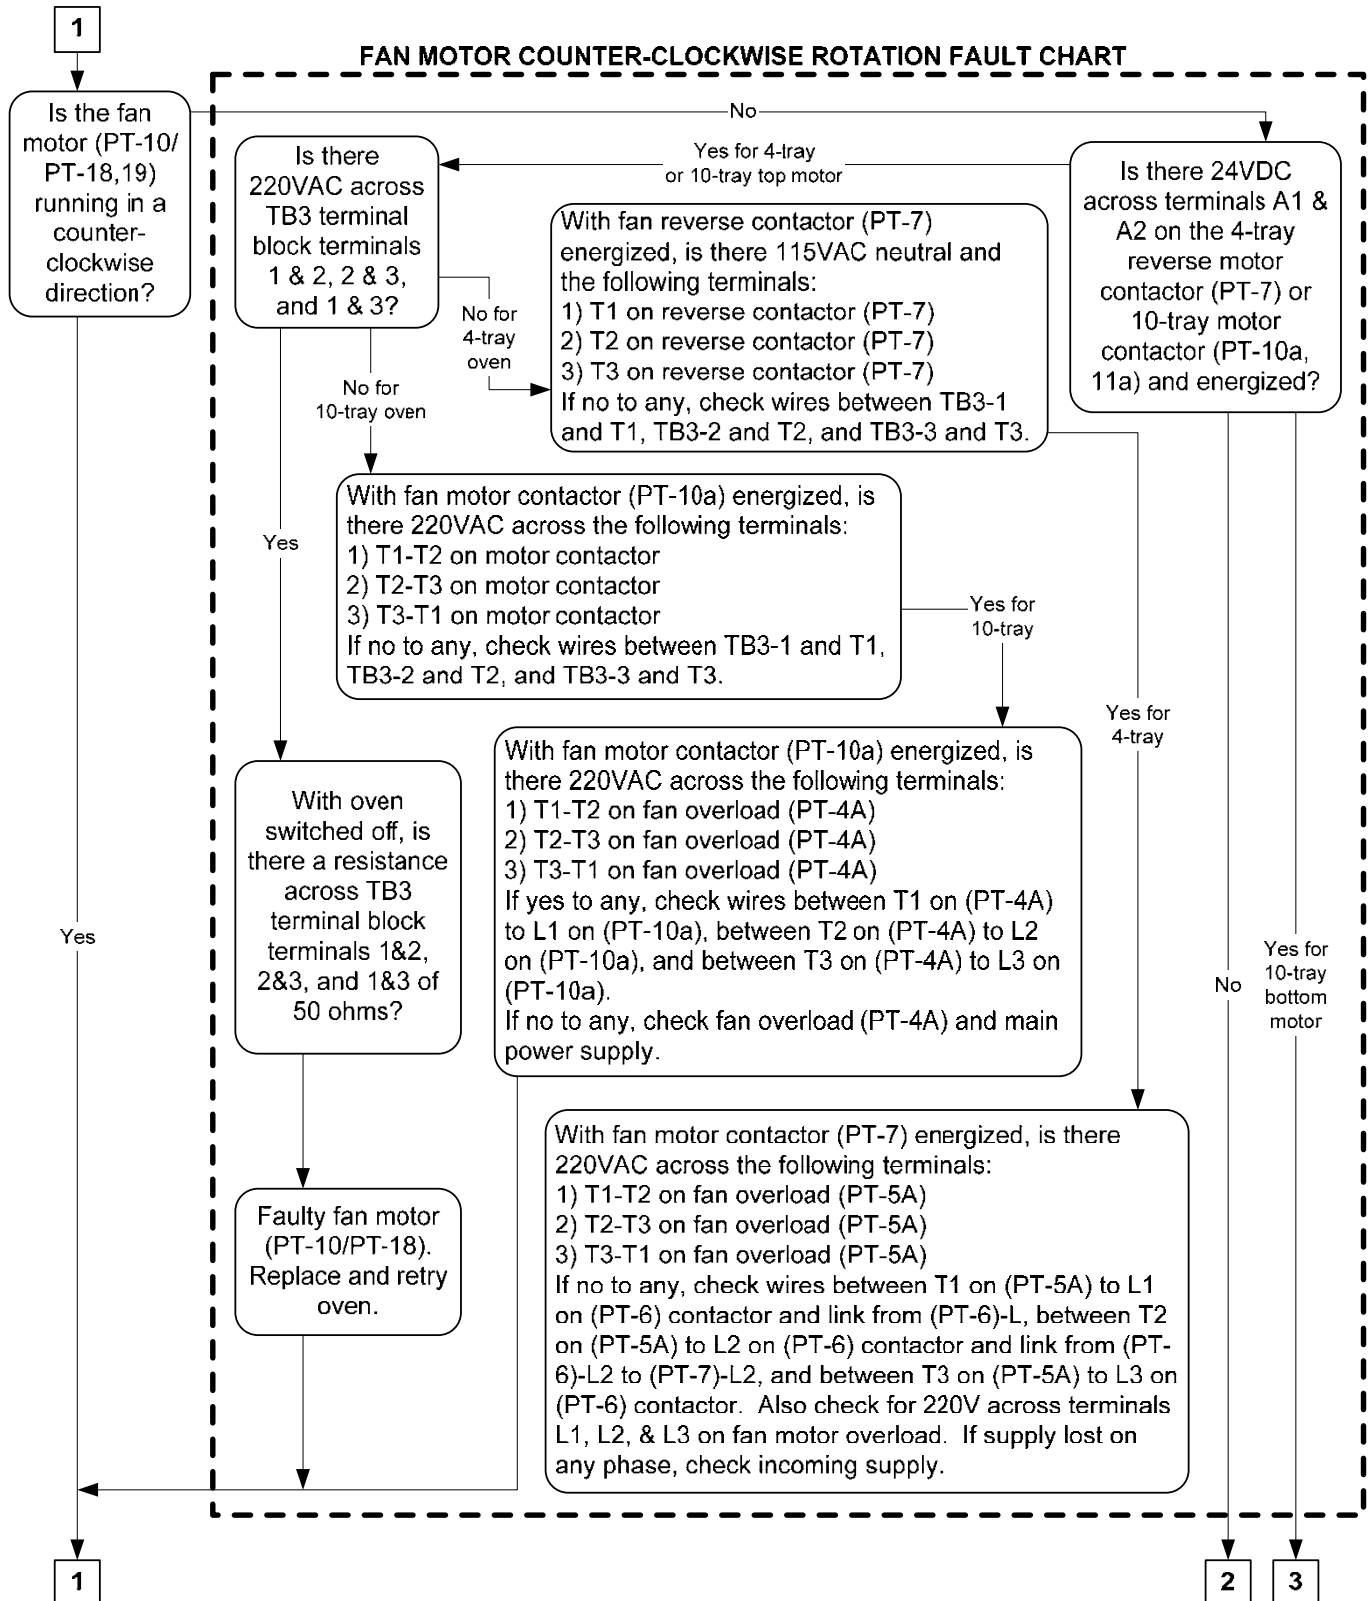 1
FAN MOTOR COUNTER-CLOCKWISE ROTATION FAULT CHART
Is the fan
motor (PT-10/
PT-18,19)
running in a
counter-
clockwise
direction?
No
Is there 24VDC
across terminals A1 &
A2 on the 4-tray
reverse motor
contactor (PT-7) or
10-tray motor
contactor (PT-10a,
11a) and energized?
Yes for 4-tray
or 10-tray top motor
Is there
220VAC across
TB3 terminal
block terminals
1 & 2, 2 & 3,
and 1 & 3?
No for
4-tray
oven
With fan reverse contactor (PT-7)
energized, is there 115VAC neutral and
the following terminals:
1) T1 on reverse contactor (PT-7)
2) T2 on reverse contactor (PT-7)
3) T3 on reverse contactor (PT-7)
If no to any, check wires between TB3-1
and T1, TB3-2 and T2, and TB3-3 and T3.
No for
10-tray oven
With fan motor contactor (PT-10a) energized, is
there 220VAC across the following terminals:
1) T1-T2 on motor contactor
2) T2-T3 on motor contactor
3) T3-T1 on motor contactor
If no to any, check wires between TB3-1 and T1,
TB3-2 and T2, and TB3-3 and T3.
Yes
Yes for
10-tray
Yes for
4-tray
With fan motor contactor (PT-10a) energized, is
there 220VAC across the following terminals:
1) T1-T2 on fan overload (PT-4A)
2) T2-T3 on fan overload (PT-4A)
3) T3-T1 on fan overload (PT-4A)
If yes to any, check wires between T1 on (PT-4A)
to L1 on (PT-10a), between T2 on (PT-4A) to L2
on (PT-10a), and between T3 on (PT-4A) to L3 on
(PT-10a).
If no to any, check fan overload (PT-4A) and main
power supply.
With oven
switched off, is
there a resistance
across TB3
terminal block
terminals 1&2,
2&3, and 1&3 of
50 ohms?
Yes
No
Yes for
10-tray
bottom
motor
With fan motor contactor (PT-7) energized, is there
220VAC across the following terminals:
1) T1-T2 on fan overload (PT-5A)
2) T2-T3 on fan overload (PT-5A)
3) T3-T1 on fan overload (PT-5A)
If no to any, check wires between T1 on (PT-5A) to L1
on (PT-6) contactor and link from (PT-6)-L, between T2
on (PT-5A) to L2 on (PT-6) contactor and link from (PT-
6)-L2 to (PT-7)-L2, and between T3 on (PT-5A) to L3 on
(PT-6) contactor.  Also check for 220V across terminals
L1, L2, & L3 on fan motor overload.  If supply lost on
any phase, check incoming supply.
Faulty fan motor
(PT-10/PT-18).
Replace and retry
oven.
1
2
3